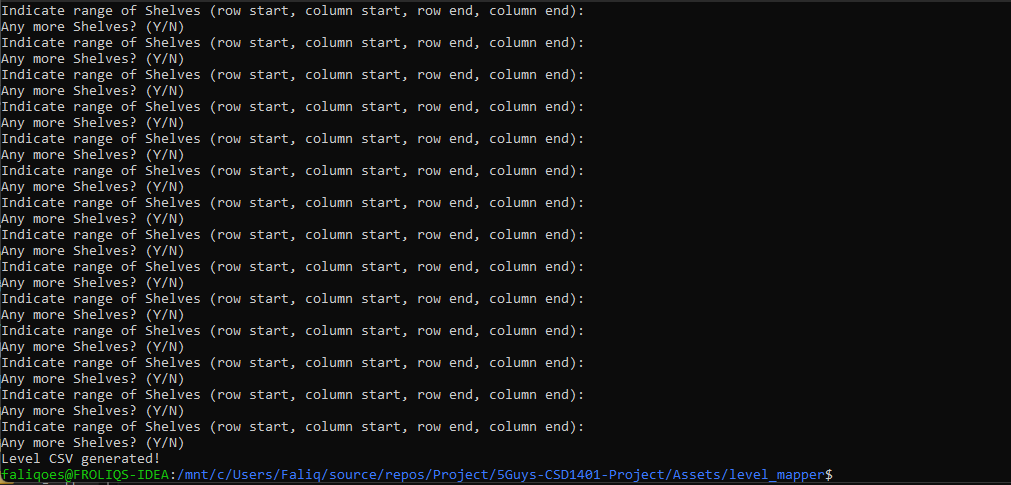 Indicate range of Shelves (row start, column start, row end, column end):
Any more Shelves? (Y/N)
Indicate range of Shelves (row start, column start, row end, column end):
Any more Shelves? (Y/N)
Indicate range of Shelves (row start, column start, row end, column end):
Any more Shelves? (Y/N)
Indicate range of Shelves (row start, column start, row end, column end):
Any more Shelves? (Y/N)
Indicate range of Shelves (row start, column start, row end, column end):
Any more Shelves? (Y/N)
Indicate range of Shelves (row start, column start, row end, column end):
Any more Shelves? (Y/N)
Indicate range of Shelves (row start, column start, row end, column end):
Any more Shelves? (Y/N)
Indicate range of Shelves (row start, column start, row end, column end):
Any more Shelves? (Y/N)
Indicate range of Shelves (row start, column start, row end, column end):
Any more Shelves? (Y/N)
Indicate range of Shelves (row start, column start, row end, column end):
Any more Shelves? (Y/N)
Indicate range of Shelves (row start, column start, row end, column end):
Any more Shelves? (Y/N)
Indicate range of Shelves (row start, column start, row end, column end):
Any more Shelves? (Y/N)
Indicate range of Shelves (row start, column start, row end, column end):
Any more Shelves? (Y/N)
Indicate range of Shelves (row start, column start, row end, column end):
Any more Shelves? (Y/N)
Level CSV generated!
faliqoes@FROLIQS-IDEA:/mnt/c/Users/Faliq/source/repos/Project/5Guys-CSD1401-Project/Assets/level_mapper$